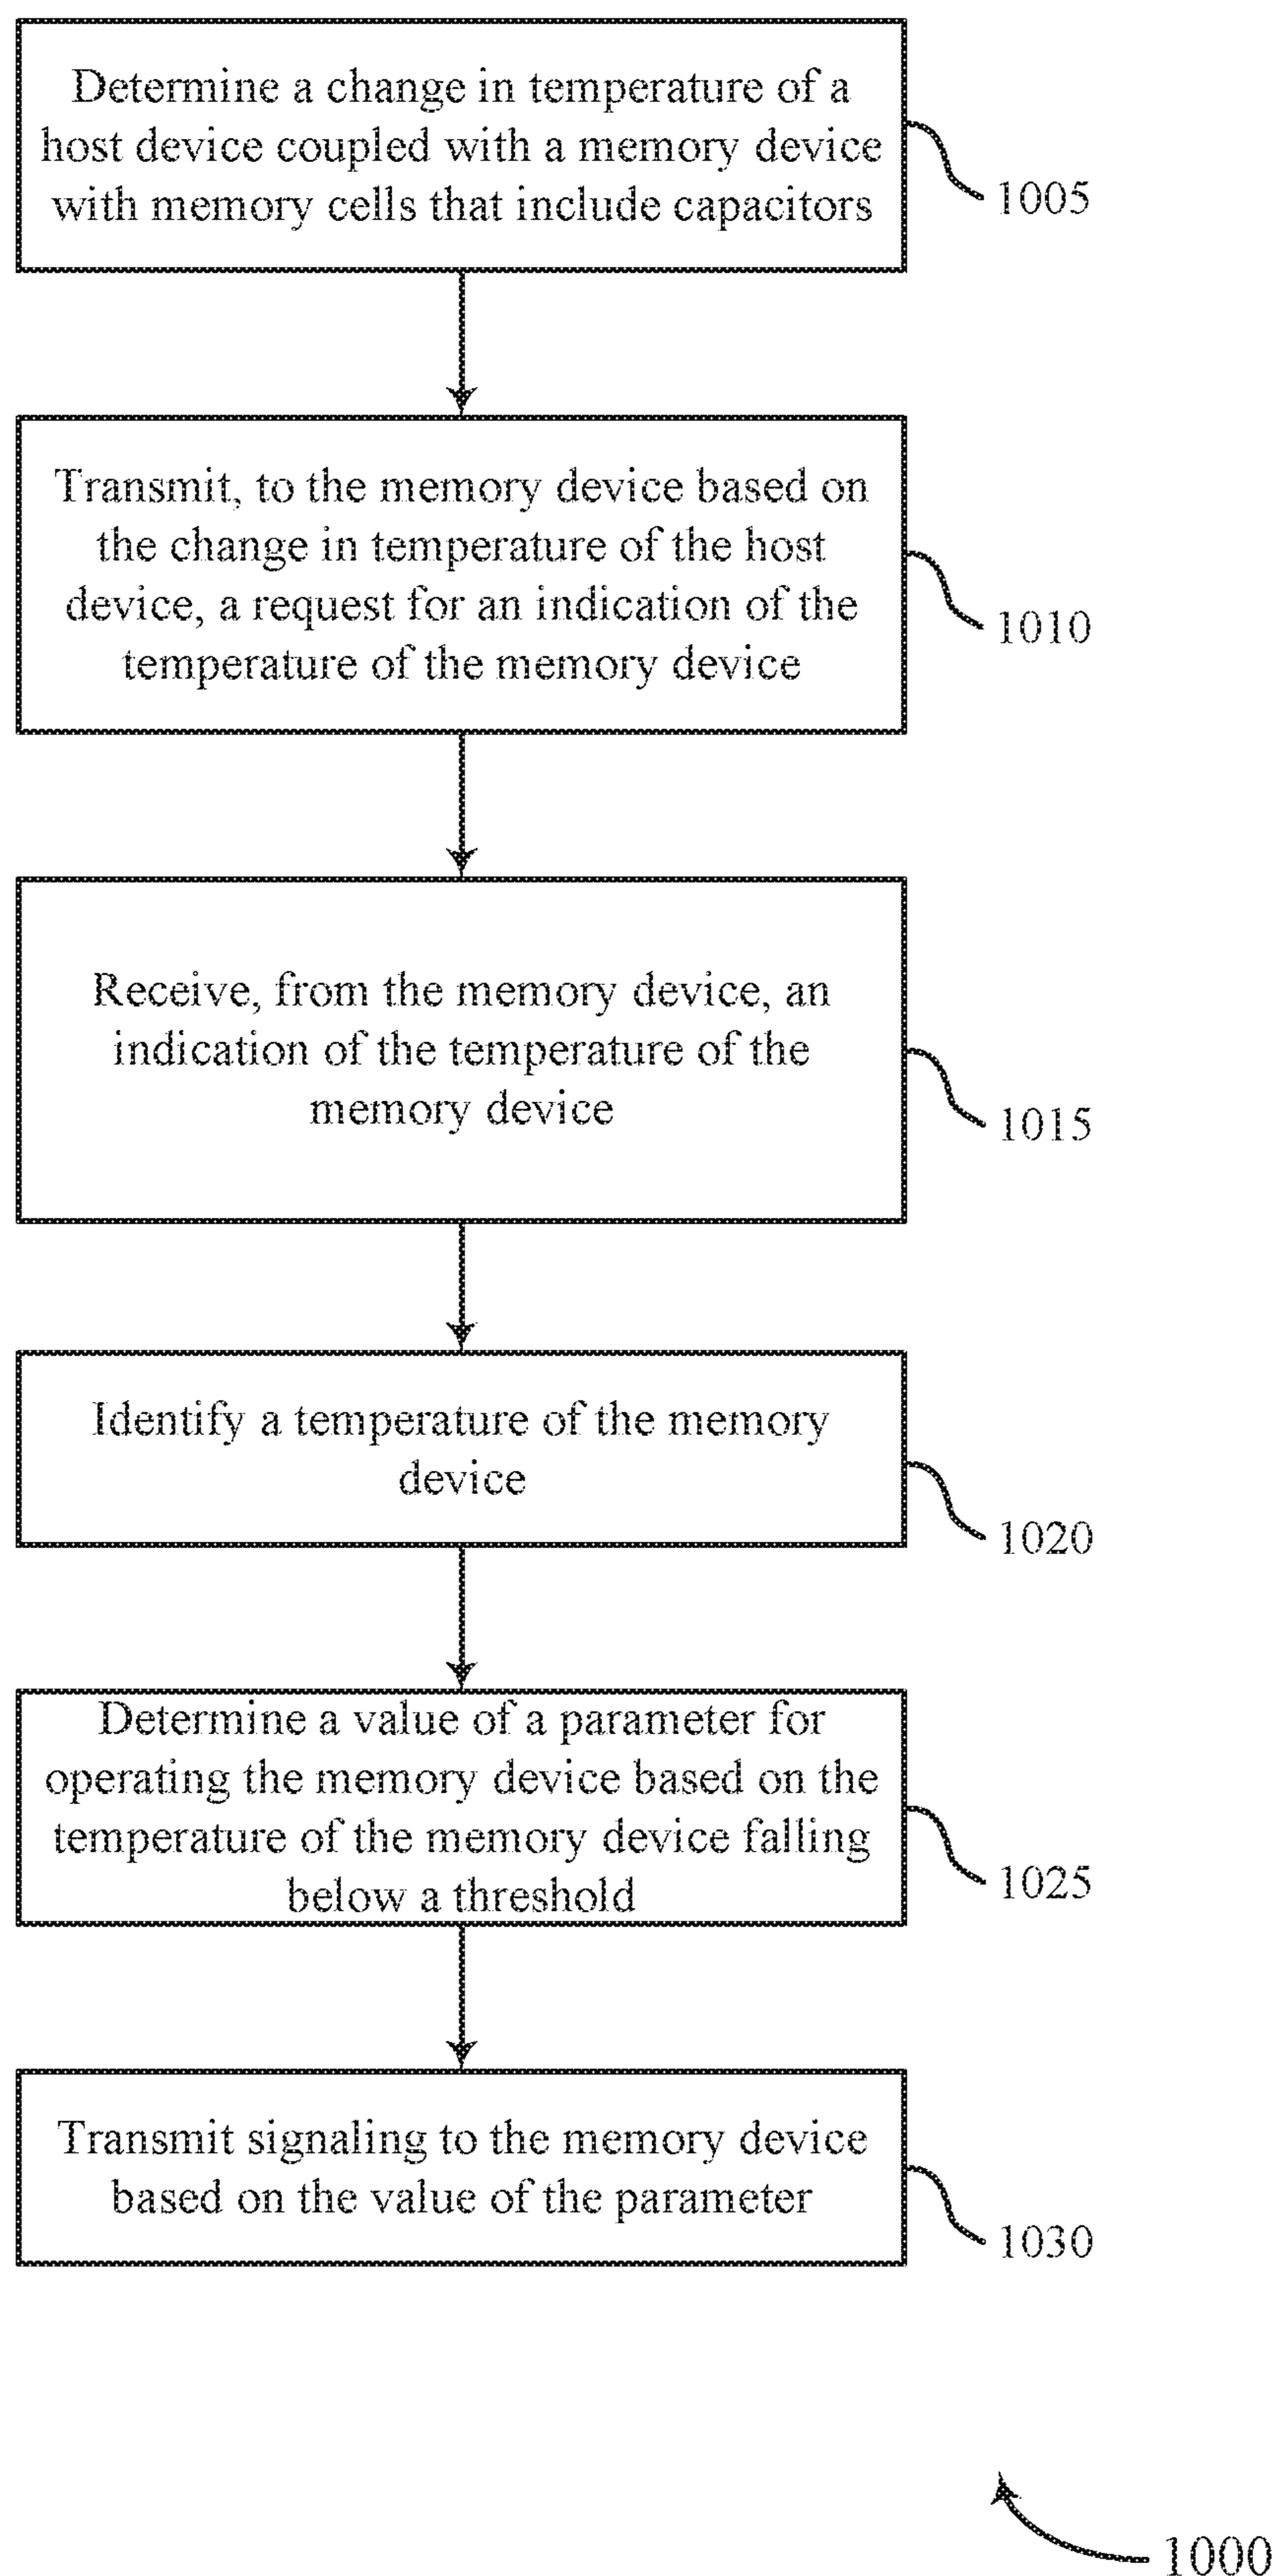 Determine a change in temperature of a
host device coupled with a memory device
with memory cells that include capacitors
1005
Transmit, to the memory device based on
the change in temperature of the host
device, a request for an indication of the
temperature of the memory device
1010
Receive, from the memory device, an
indication of the temperature of the
memory device
1015
Identify a temperature of the memory
device
1020
Determine a value of a parameter for
operating the memory device based on the
temperature of the memory device falling
below a threshold
1025
Transmit signaling to the memory device
based on the value of the parameter
1030
1000